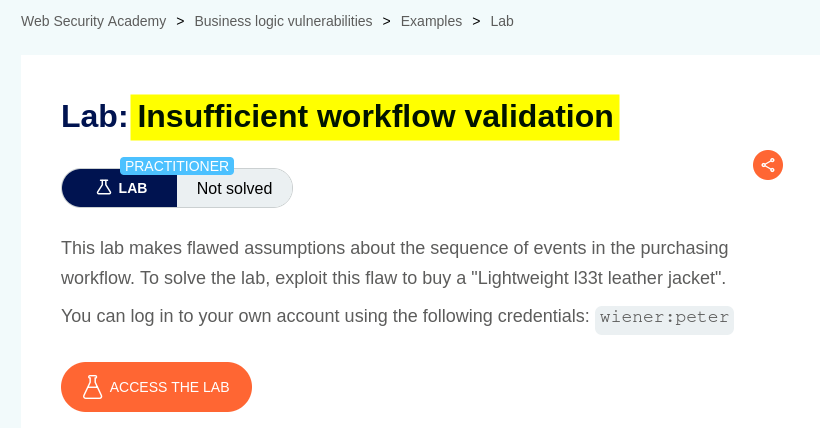 Web Security Academy > Business logic vulnerabilities > Examples > Lab
Lab: Insufficient workflow validation
PRACTITIONER
LAB Not solved
This lab makes flawed assumptions about the sequence of events in the purchasing
workflow. To solve the lab, exploit this flaw to buy a "Lightweight l33t leather jacket".
You can log in to your own account using the following credentials: wiener:peter
ACCESS THE LAB